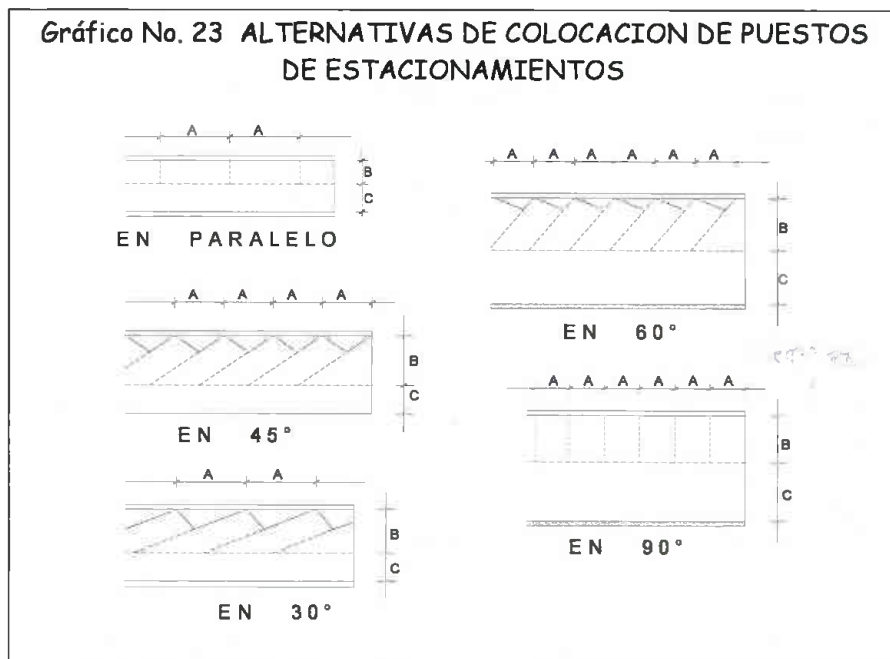 Gráfico No. 23 ALTERNATIVAS DE COLOCACION DE PUESTOS
DE ESTACIONAMIENTOS
A A
B
C
EN PARALELO
A A A A A A
B
C
EN 60°
A A A A
B
C
EN 45°
A A A A A A
B
C
EN 90°
A A
B
C
EN 30°